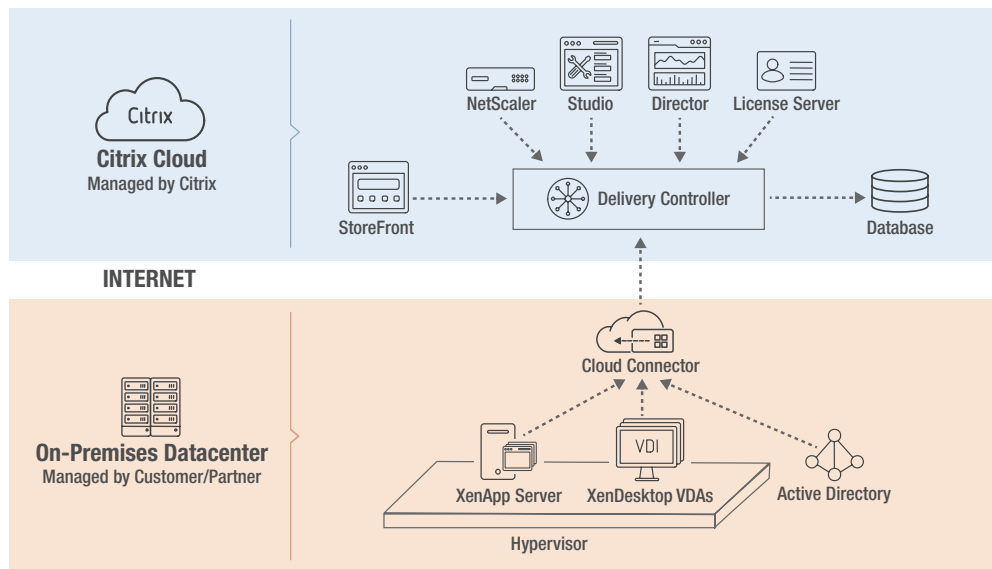 CITRIX
Citrix Cloud
Managed by Citrix
NetScaler
Studio
Director
License Server
StoreFront
Delivery Controller
Database
INTERNET
Cloud Connector
On-Premises Datacenter
Managed by Customer/Partner
VDI
XenApp Server
XenDesktop VDAs
Active Directory
Hypervisor